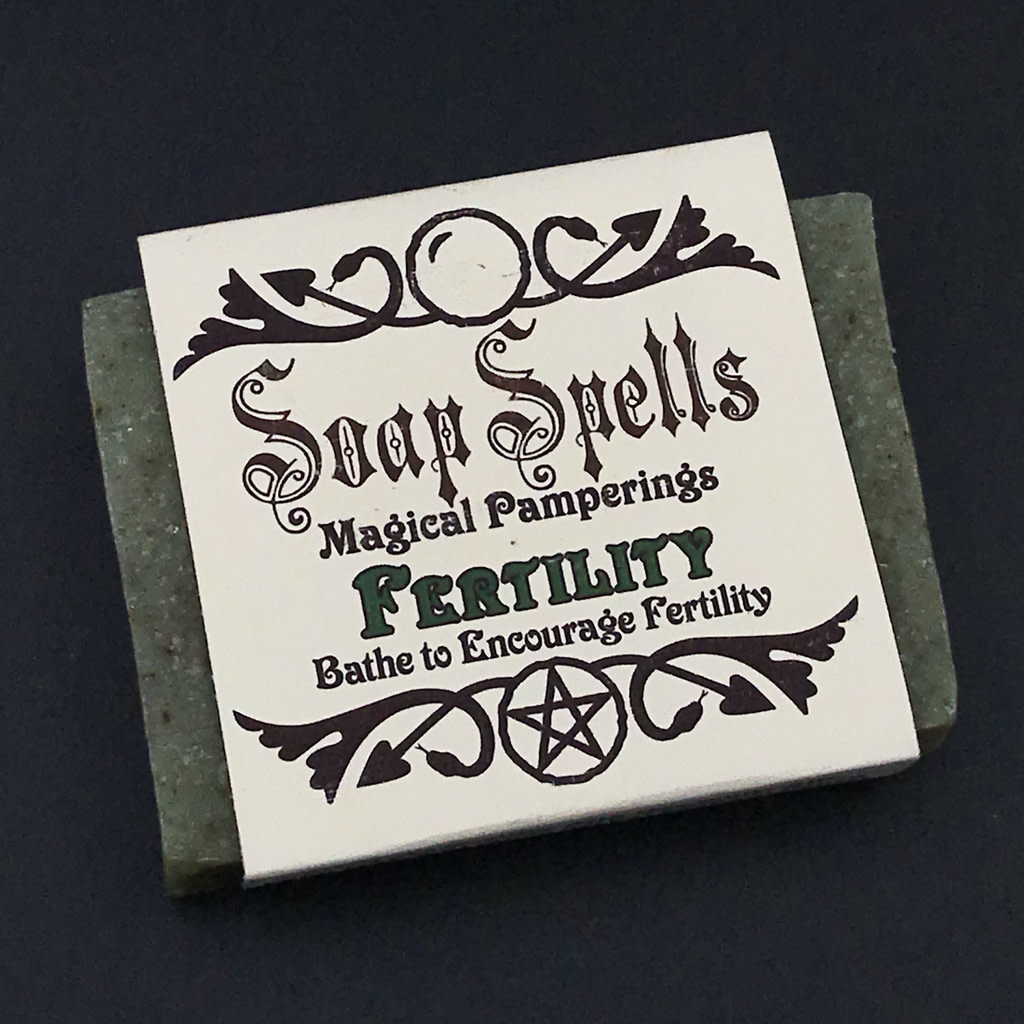 Soap Spells
Magical Pamperings
FERTILITY
Bathe to Encourage Fertility